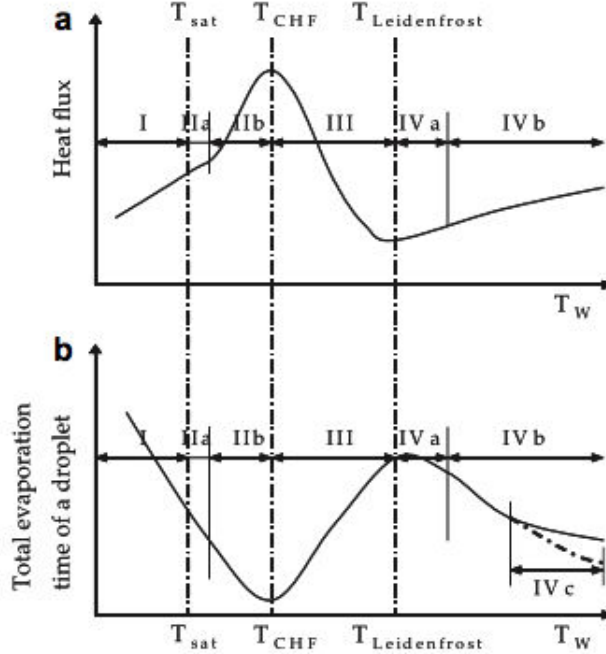 T sat T CHF T Leidenfrost
a
I IIa IIb III IV a IV b
Heat flux
T W
b
I IIa IIb III IV a IV b
Total evaporation
time of a droplet
IV c
T sat T CHF T Leidenfrost T W